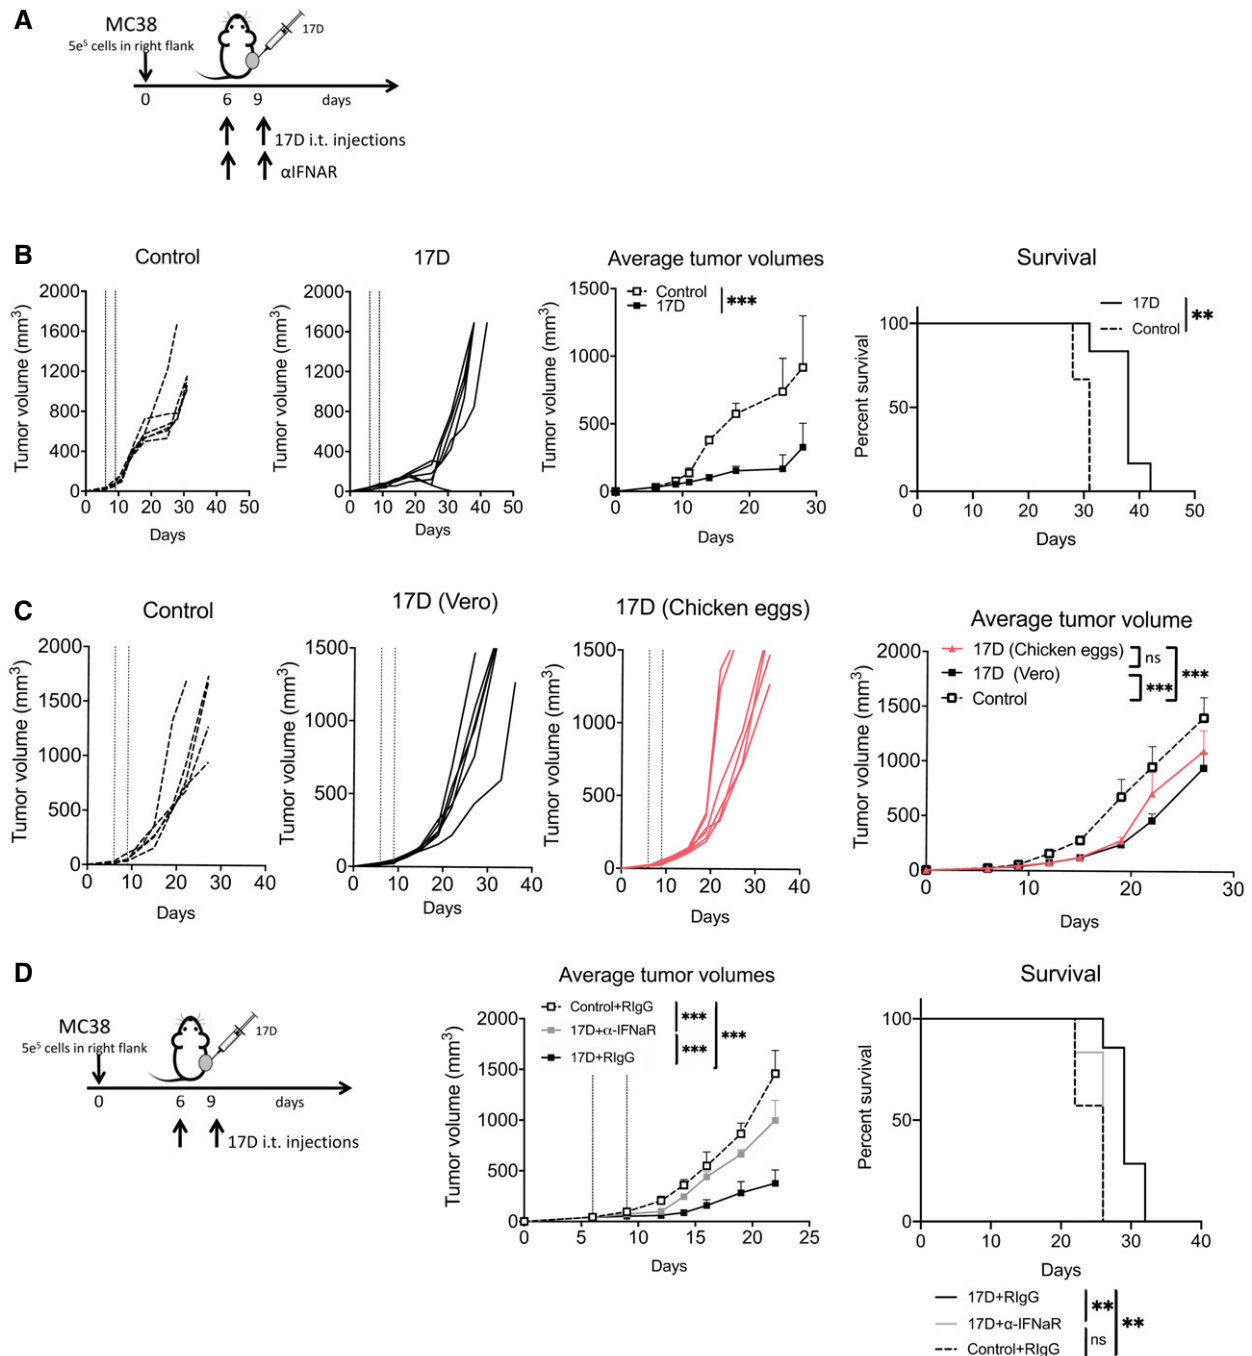 A
MC38
5e⁵ cells in right flank
17D
0
6
9
days
17D i.t. injections
αIFNAR
B
Control
Tumor volume (mm³)
2000
1600
1200
800
400
0
0 10 20 30 40 50
Days
17D
Tumor volume (mm³)
2000
1600
1200
800
400
0
0 10 20 30 40 50
Days
Average tumor volumes
Control
17D
***
Tumor volume (mm³)
1500
1000
500
0
0 10 20 30
Days
Survival
17D
Control
**
Percent survival
100
50
0
0 10 20 30 40 50
Days
C
Control
Tumor volume (mm³)
2000
1500
1000
500
0
0 10 20 30 40
Days
17D (Vero)
Tumor volume (mm³)
1500
1000
500
0
0 10 20 30 40
Days
17D (Chicken eggs)
Tumor volume (mm³)
1500
1000
500
0
0 10 20 30 40
Days
Average tumor volume
17D (Chicken eggs)
17D (Vero)
Control
ns
***
***
Tumor volume (mm³)
2000
1500
1000
500
0
0 10 20 30
Days
D
MC38
5e⁵ cells in right flank
17D
0
6
9
days
17D i.t. injections
Average tumor volumes
Control+RIgG
17D+α-IFNaR
17D+RIgG
***
***
***
Tumor volume (mm³)
2000
1500
1000
500
0
0 5 10 15 20 25
Days
Survival
Percent survival
100
50
0
0 10 20 30 40
Days
17D+RIgG
17D+α-IFNaR
Control+RIgG
**
ns
**